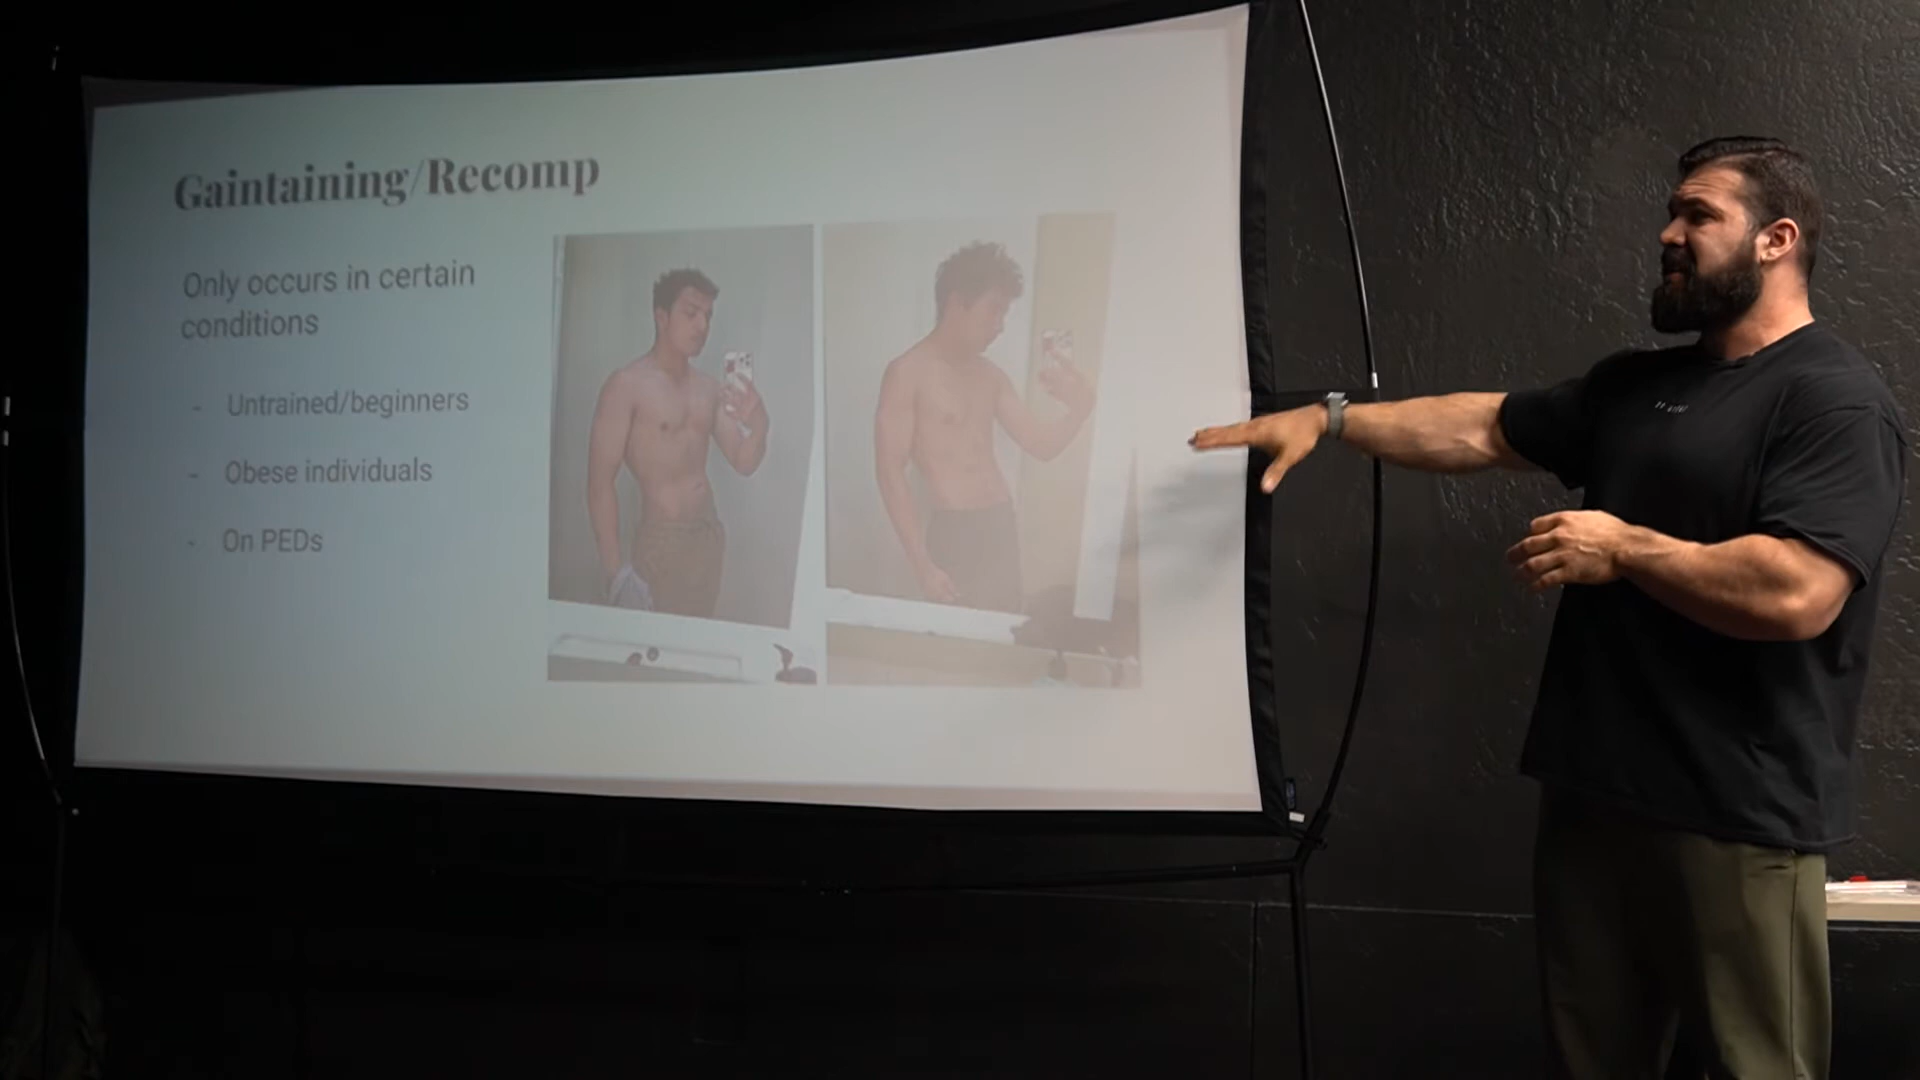 Gaintaining/Recomp
Only occurs in certain
conditions
- Untrained/beginners
- Obese individuals
- On PEDs